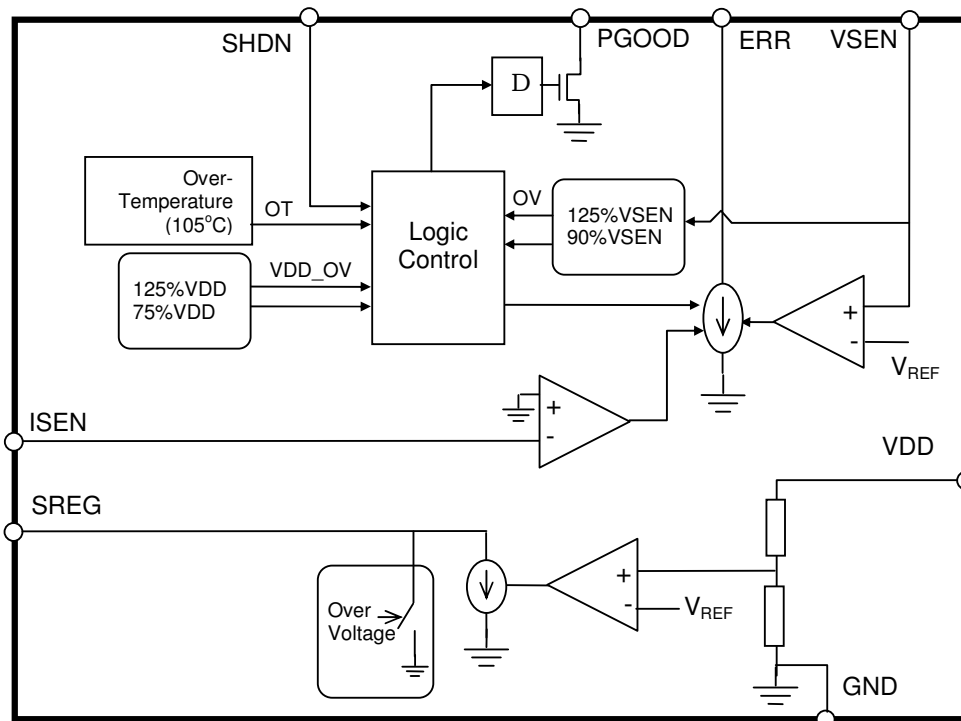 SHDN
PGOOD
ERR
VSEN
D
Over-
Temperature
(105°C)
OT
Logic
Control
OV
125%VSEN
90%VSEN
VDD_OV
125%VDD
75%VDD
+
-
VREF
ISEN
+
-
VDD
SREG
Over
Voltage
+
-
VREF
GND